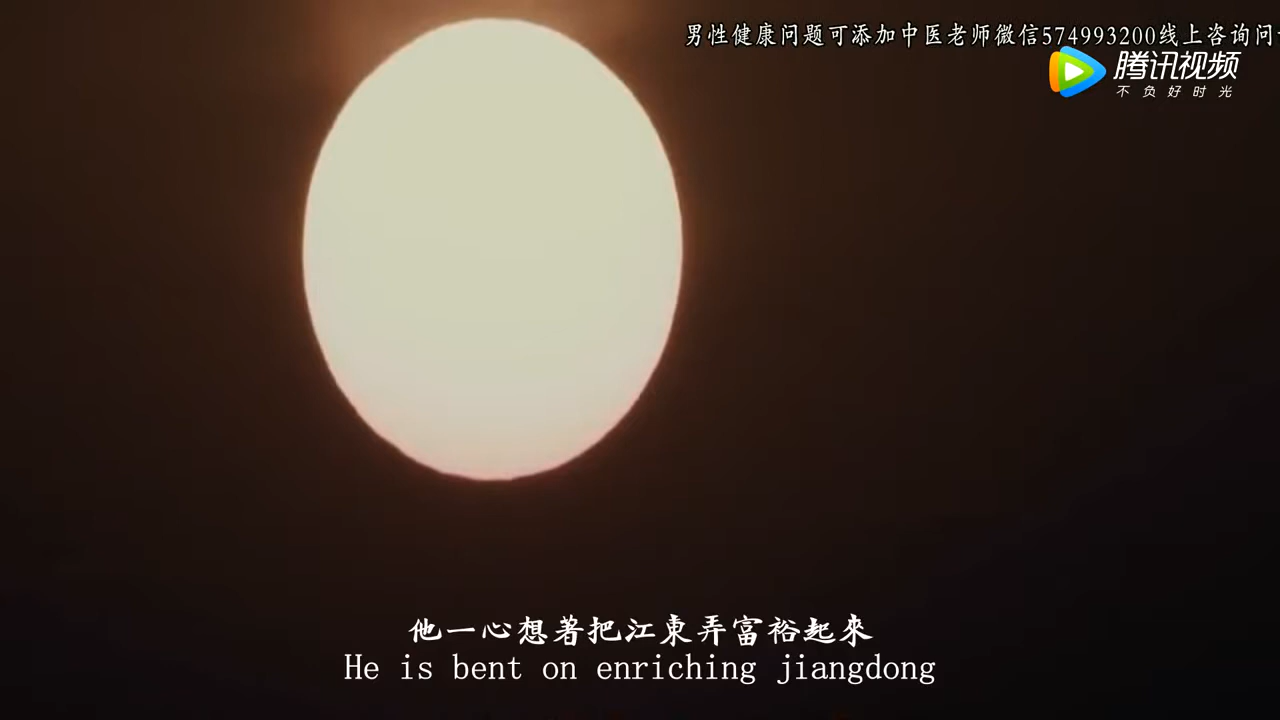 男性健康问题可添加中医老师微信574993200线上咨询问
腾讯视频
不负好时光
他一心想著把江東弄富裕起來
He is bent on enriching jiangdong